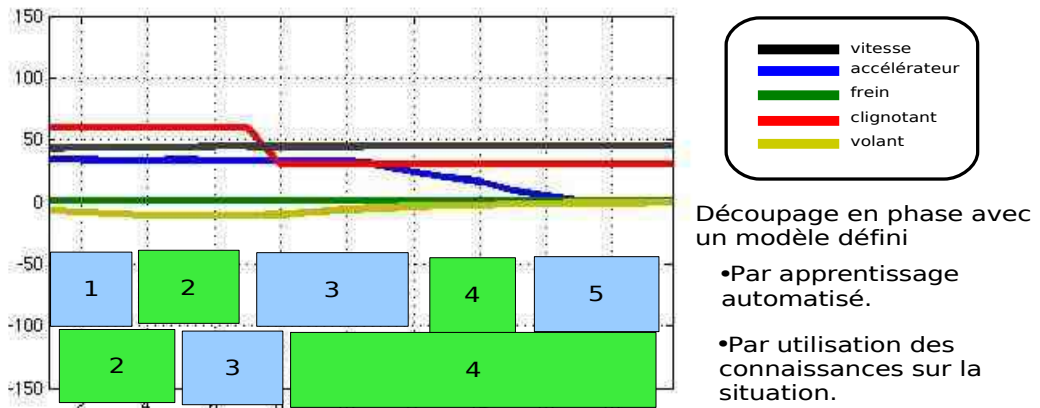 150
100
50
0
-50
-100
-150
1
2
3
4
5
2
3
4
vitesse
accélérateur
frein
clignotant
volant
Découpage en phase avec
un modèle défini
•Par apprentissage
automatisé.
•Par utilisation des
connaissances sur la
situation.